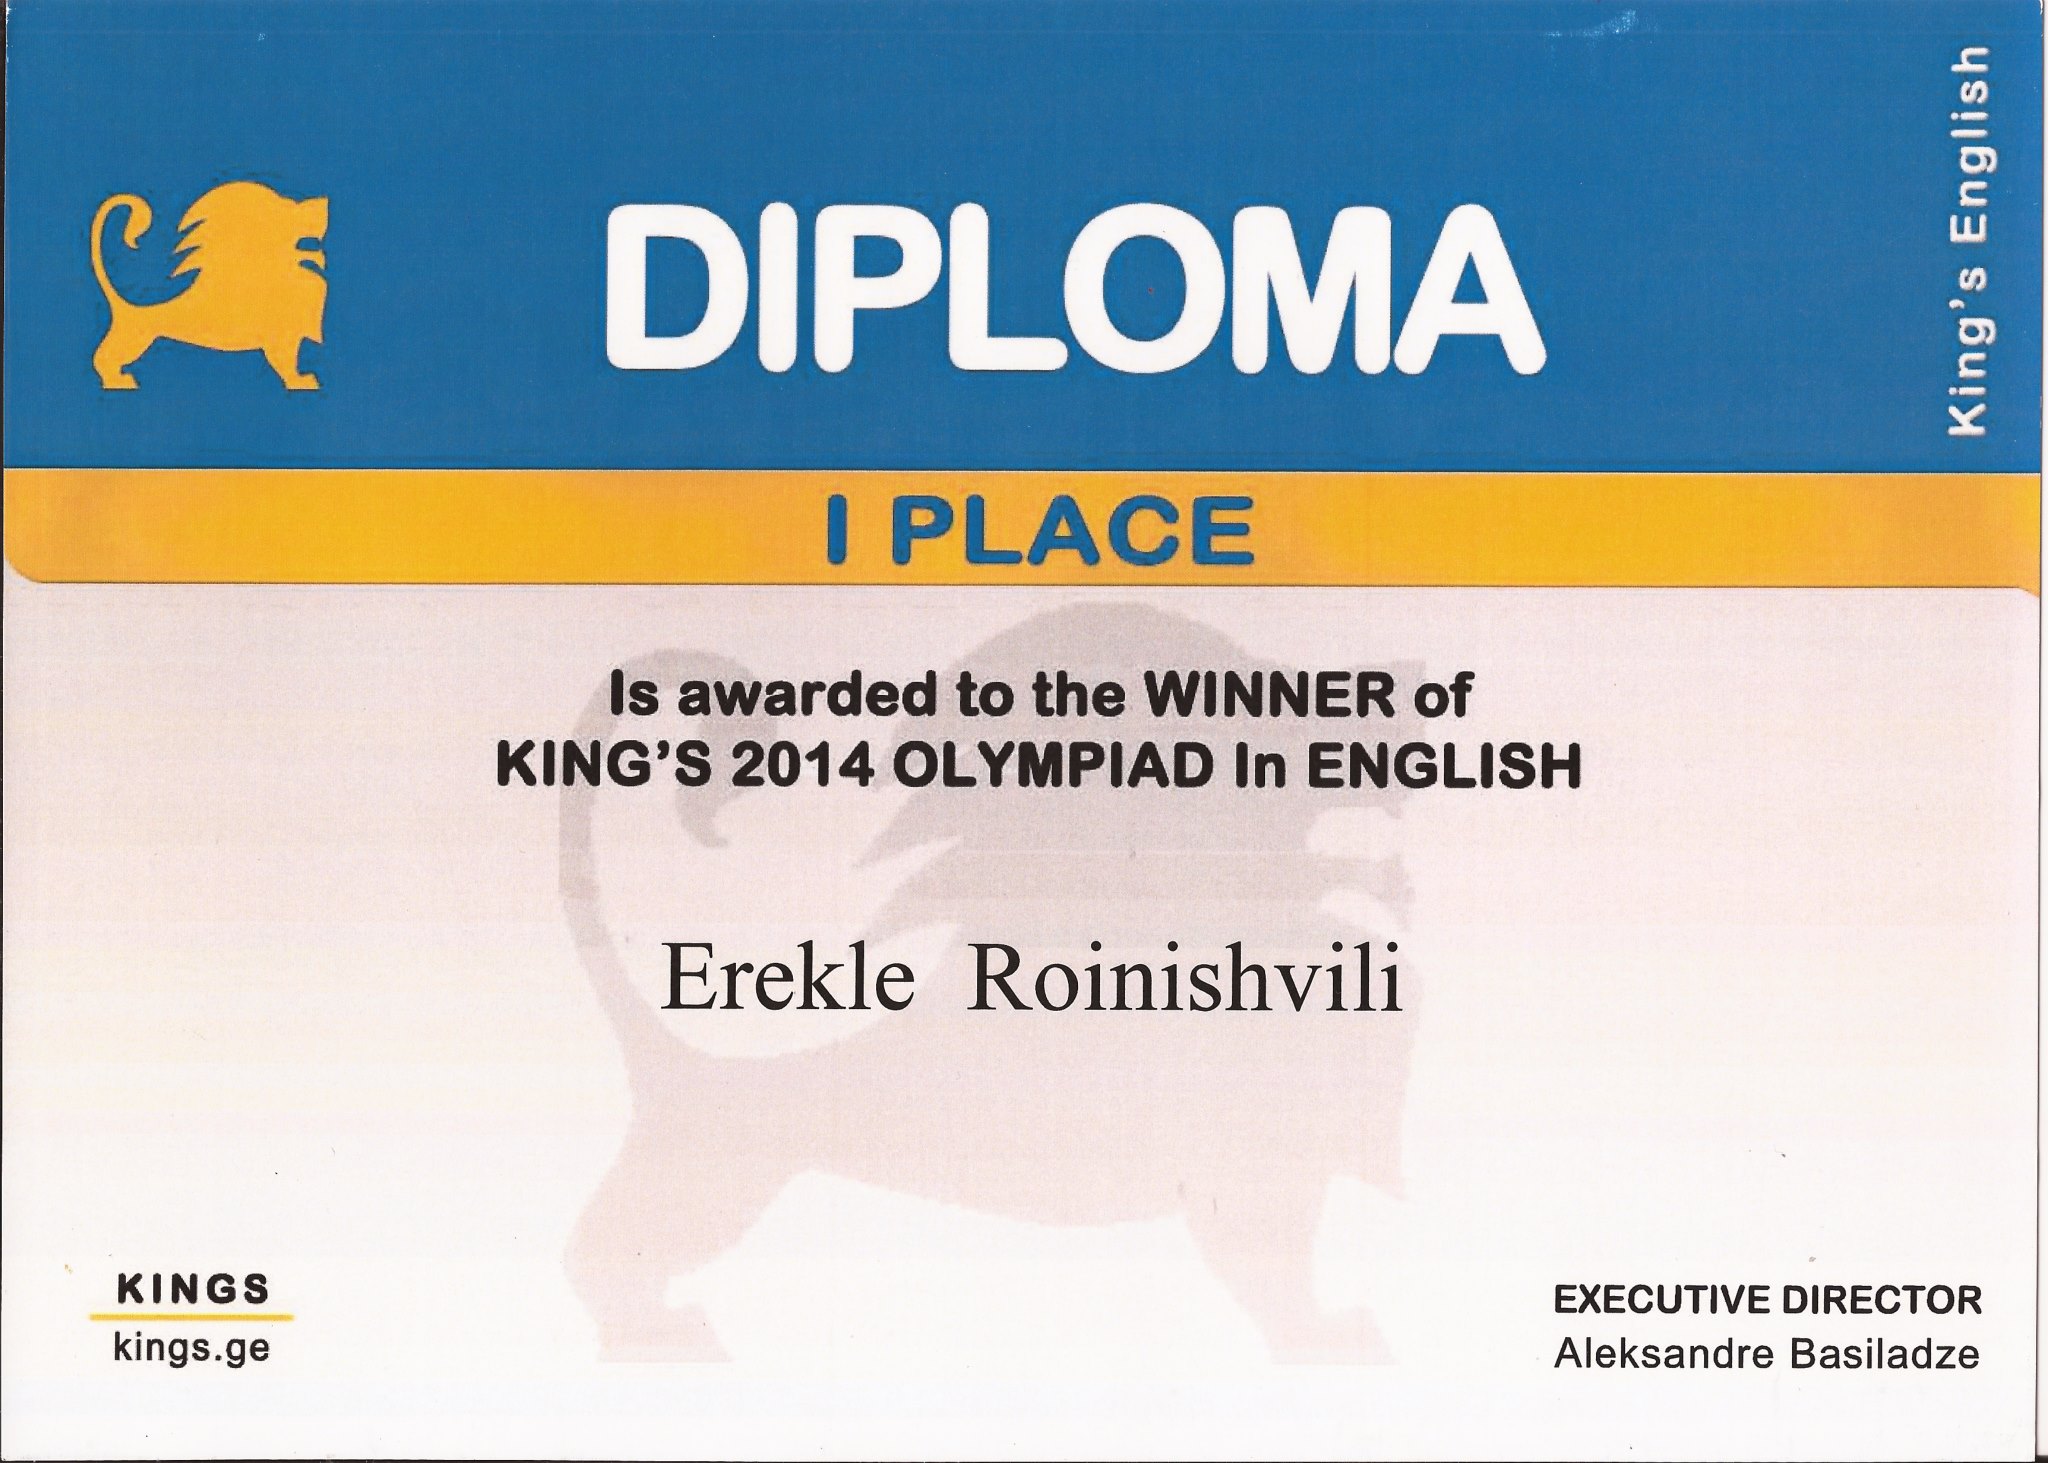 King's English
DIPLOMA
I PLACE
Is awarded to the WINNER of
KING'S 2014 OLYMPIAD In ENGLISH
Erekle Roinishvili
KINGS
kings.ge
EXECUTIVE DIRECTOR
Aleksandre Basiladze